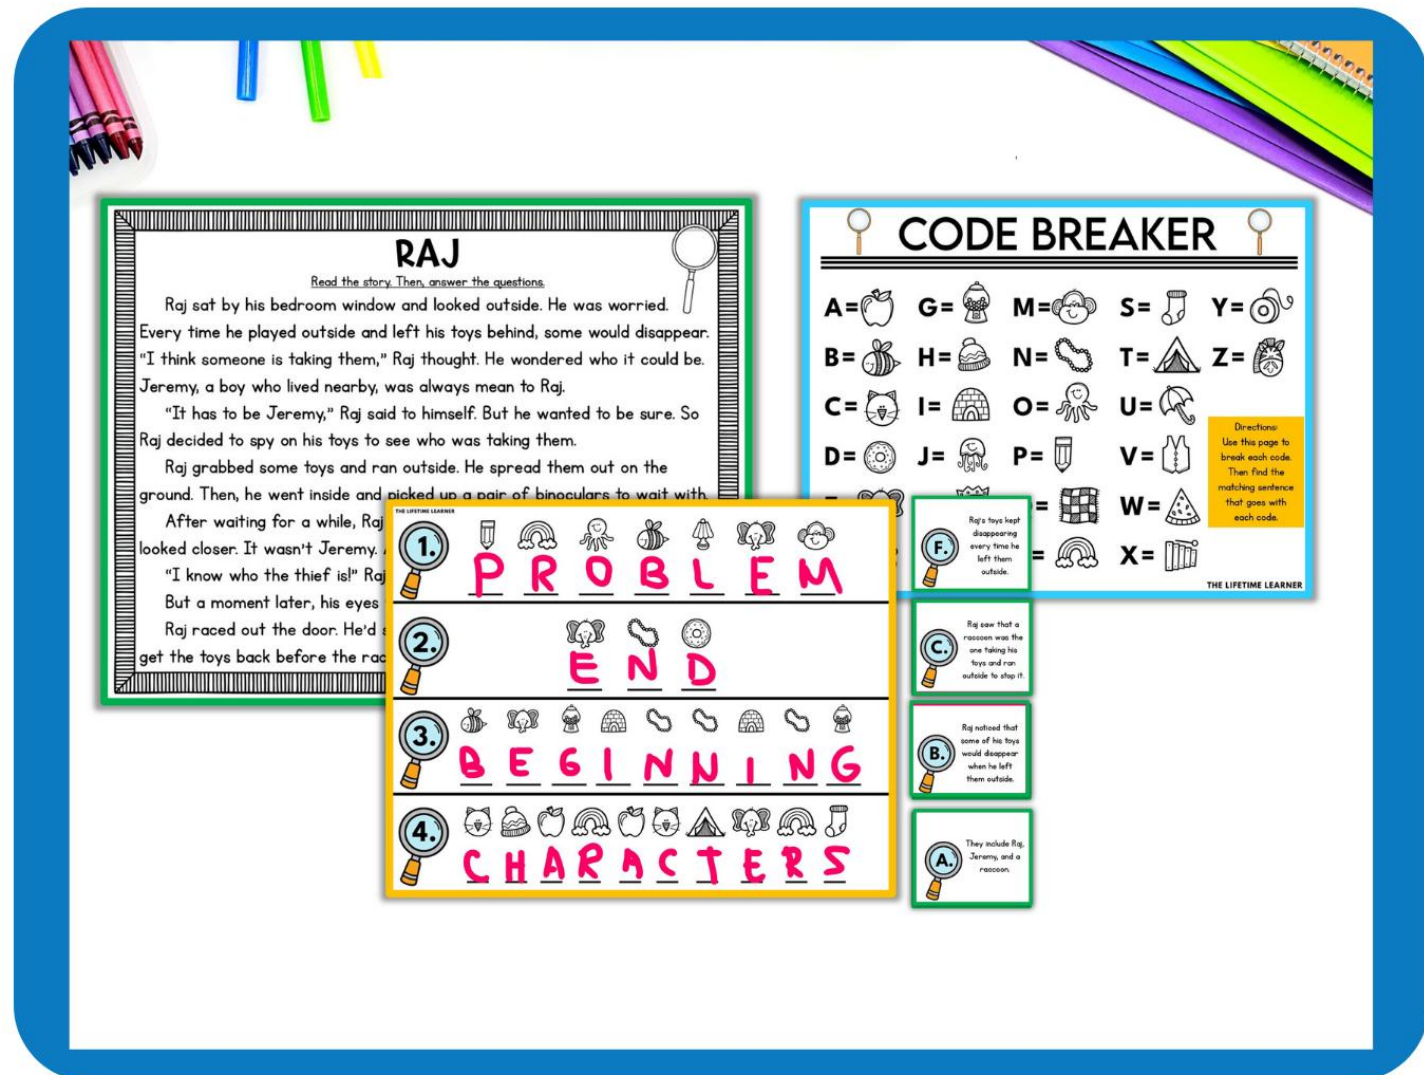 RAJ
Read the story. Then, answer the questions.
Raj sat by his bedroom window and looked outside. He was worried.
Every time he played outside and left his toys behind, some would disappear.
"I think someone is taking them," Raj thought. He wondered who it could be.
Jeremy, a boy who lived nearby, was always mean to Raj.
"It has to be Jeremy," Raj said to himself. But he wanted to be sure. So
Raj decided to spy on his toys to see who was taking them.
Raj grabbed some toys and ran outside. He spread them out on the
ground. Then, he went inside and picked up a pair of binoculars to wait with.
After waiting for a while, Raj
looked closer. It wasn't Jeremy.
"I know who the thief is!" Raj
But a moment later, his eyes
Raj raced out the door. He'd
get the toys back before the
CODE BREAKER
A= G= M= S= Y=
B= H= N= T= Z=
C= I= O= U=
D= J= P= V=
= W=
= X=
Directions:
Use this page to
break each code.
Then find the
matching sentence
that goes with
each code.
THE LIFETIME LEARNER
THE LIFETIME LEARNER
1.
PROBLEM
2.
END
3.
BEGINNING
4.
CHARACTERS
F.
Raj's toys kept
disappearing
every time he
left them
outside.
C.
Raj saw that a
raccoon was the
one taking his
toys and ran
outside to stop it.
B.
Raj noticed that
some of his toys
would disappear
when he left
them outside.
A.
They include Raj,
Jeremy, and a
raccoon.